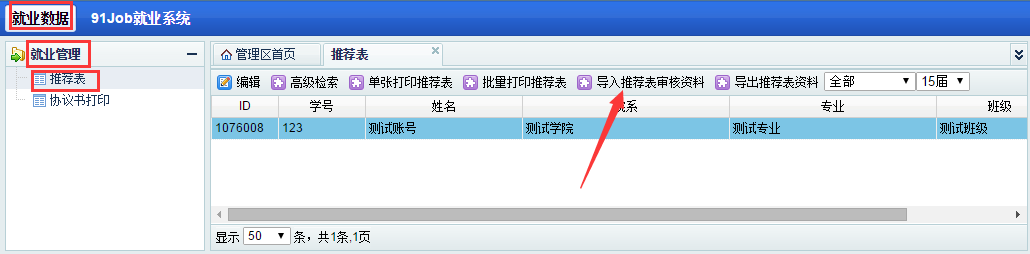 就业数据 91Job就业系统
就业管理
推荐表
协议书打印
管理区首页 推荐表
编辑 高级检索 单张打印推荐表 批量打印推荐表 导入推荐表审核资料 导出推荐表资料 全部 15届
ID 学号 姓名 系 专业 班级
1076008 123 测试账号 测试学院 测试专业 测试班级
显示 50 条，共1条,1页